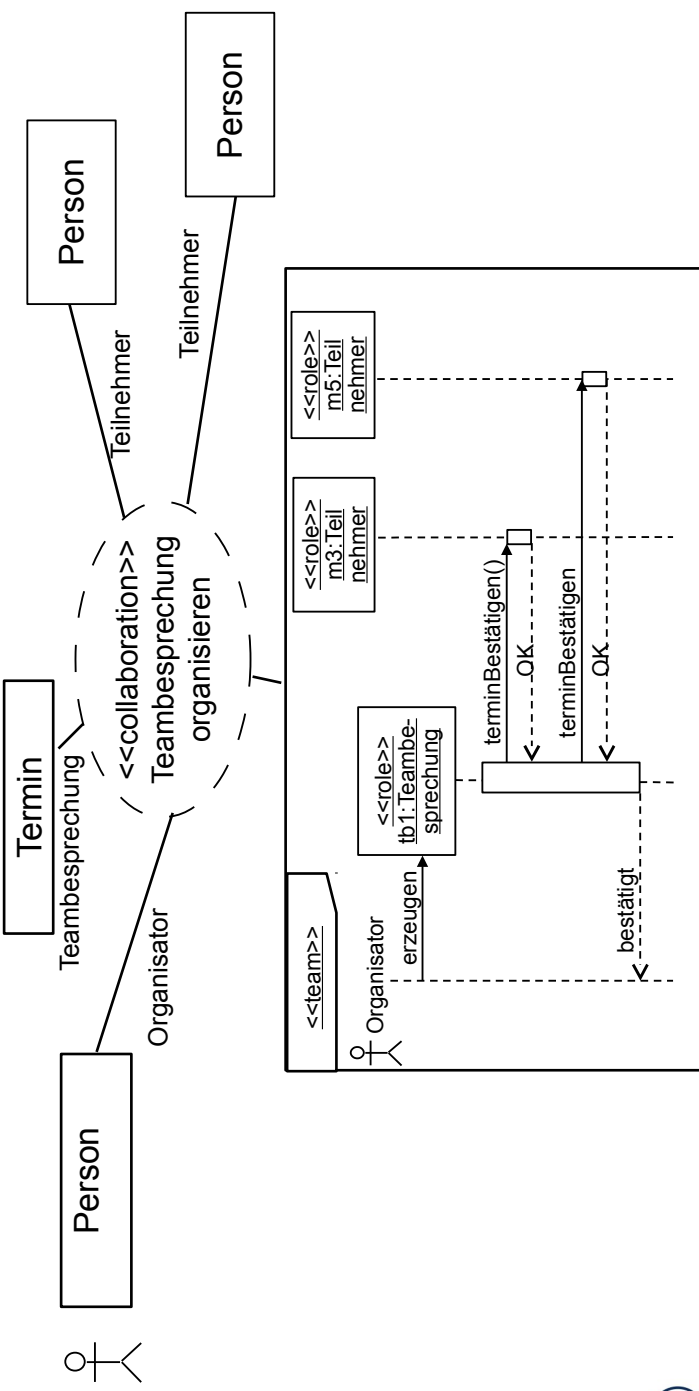 Termin
Teambesprechung
Person
Organisator
<<collaboration>>
Teambesprechung
organisieren
Teilnehmer
Person
Teilnehmer
Person
<<team>>
Organisator
erzeugen
<<role>>
tb1:Teambe-
sprechung
<<role>>
m3:Teil
nehmer
<<role>>
m5:Teil
nehmer
terminBestätigen()
OK
terminBestätigen
OK
bestätigt